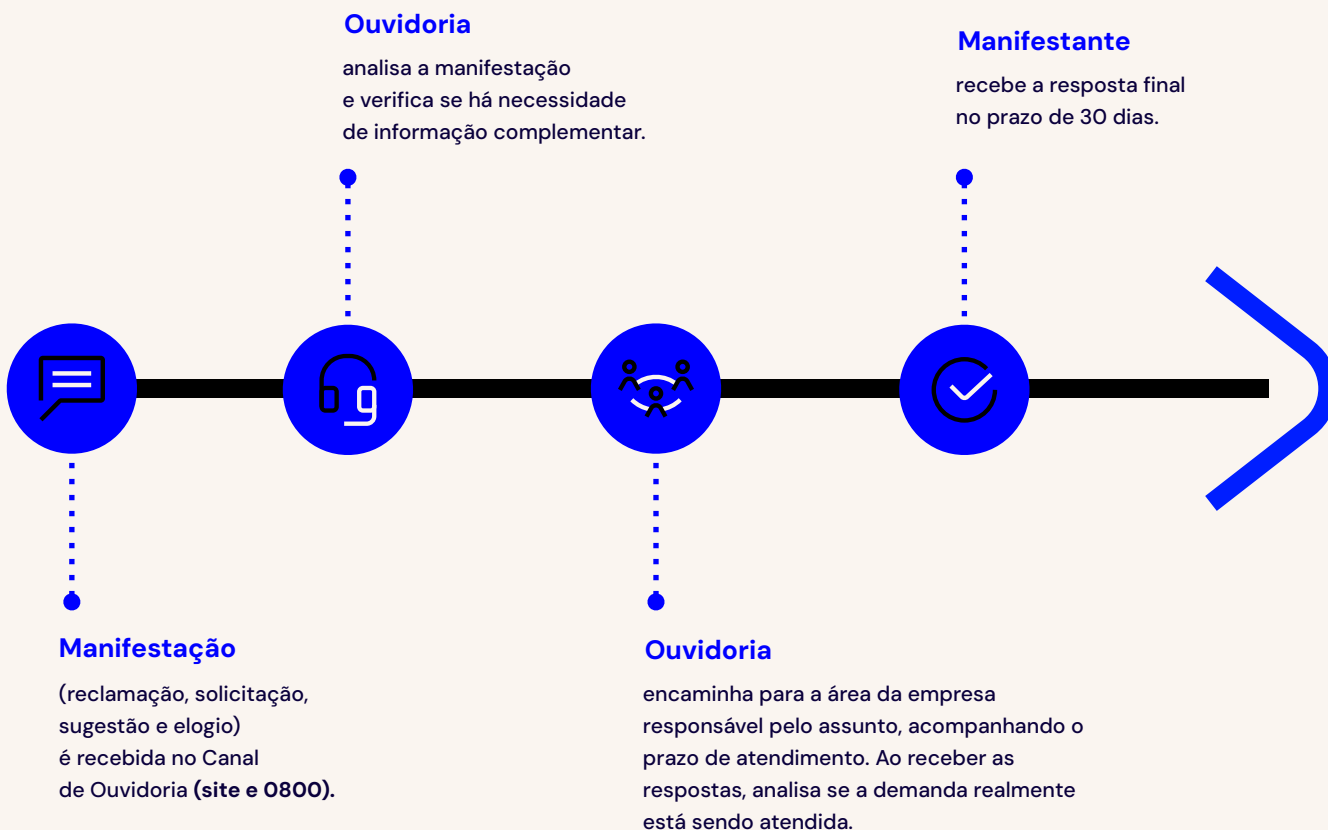 Manifestação
(reclamação, solicitação,
sugestão e elogio)
é recebida no Canal
de Ouvidoria (site e 0800).
Ouvidoria
analisa a manifestação
e verifica se há necessidade
de informação complementar.
Ouvidoria
encaminha para a área da empresa
responsável pelo assunto, acompanhando o
prazo de atendimento. Ao receber as
respostas, analisa se a demanda realmente
está sendo atendida.
Manifestante
recebe a resposta final
no prazo de 30 dias.